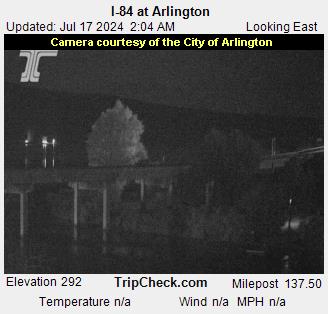 I-84 at Arlington
Updated: Jul 17 2024 2:04 AM Looking East
Camera courtesy of the City of Arlington
Elevation 292 TripCheck.com Milepost 137.50
Temperature n/a Wind n/a MPH n/a